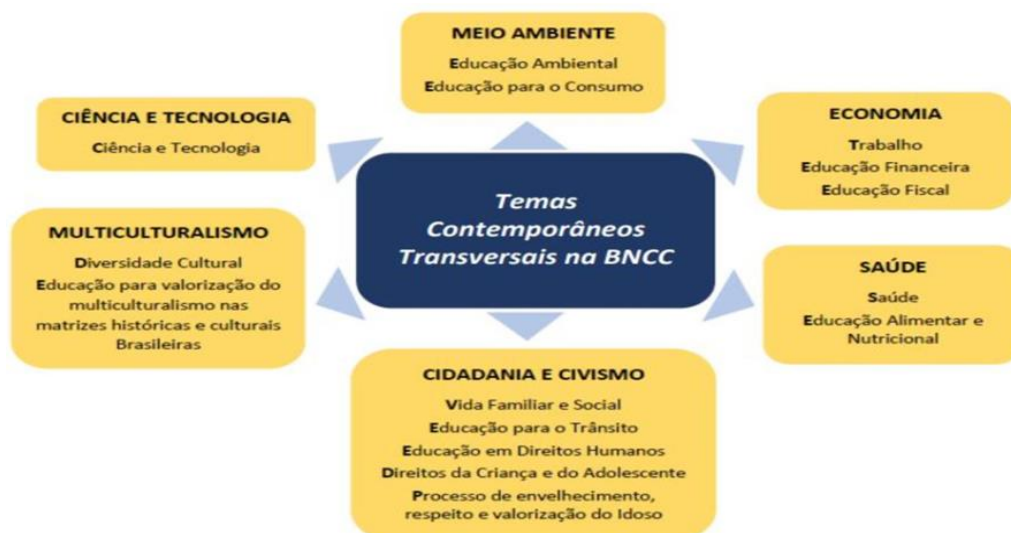 MEIO AMBIENTE
Educação Ambiental
Educação para o Consumo
CIÊNCIA E TECNOLOGIA
Ciência e Tecnologia
ECONOMIA
Trabalho
Educação Financeira
Educação Fiscal
Temas
Contemporâneos
Transversais na BNCC
MULTICULTURALISMO
Diversidade Cultural
Educação para valorização do
multiculturalismo nas
matrizes históricas e culturais
Brasileiras
SAÚDE
Saúde
Educação Alimentar e
Nutricional
CIDADANIA E CIVISMO
Vida Familiar e Social
Educação para o Trânsito
Educação em Direitos Humanos
Direitos da Criança e do Adolescente
Processo de envelhecimento,
respeito e valorização do Idoso